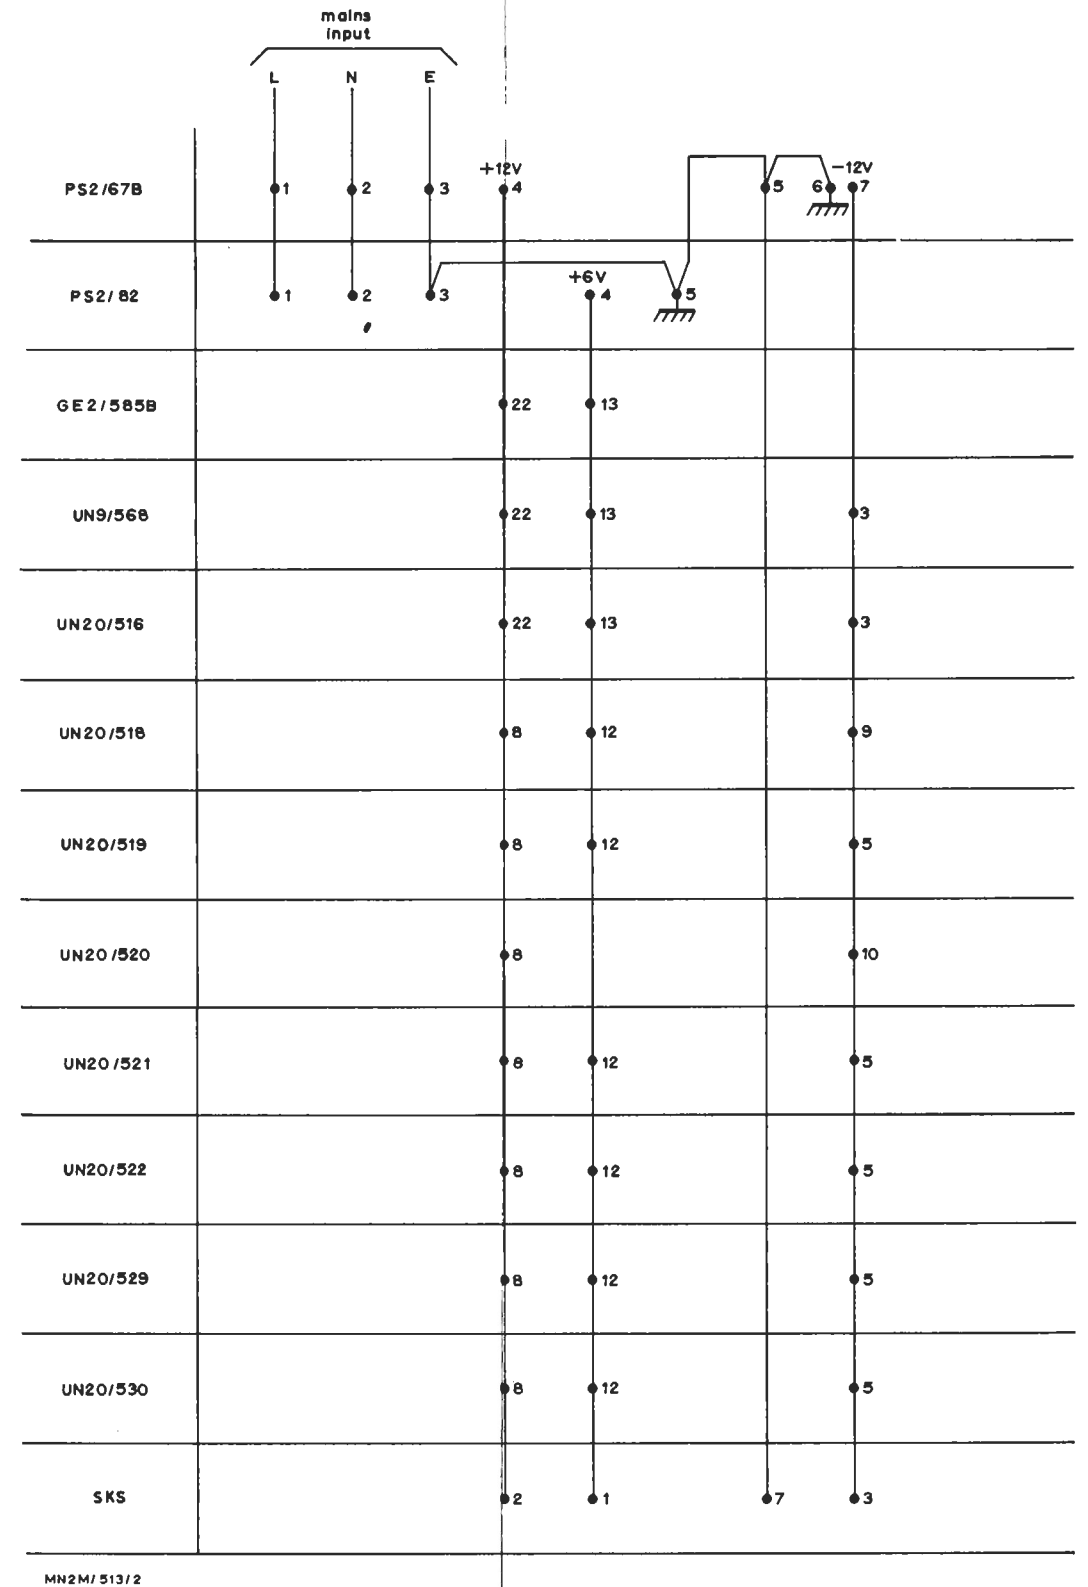 mains
input
L N E
+12V -12V
PS2/67B 1 2 3 4 5 6 7
+6V
PS2/82 1 2 3 4 5
GE2/585B 22 13
UN9/568 22 13 3
UN20/516 22 13 3
UN20/518 8 12 9
UN20/519 8 12 5
UN20/520 8 10
UN20/521 8 12 5
UN20/522 8 12 5
UN20/529 8 12 5
UN20/530 8 12 5
SKS 2 1 7 3
MN2M/513/2